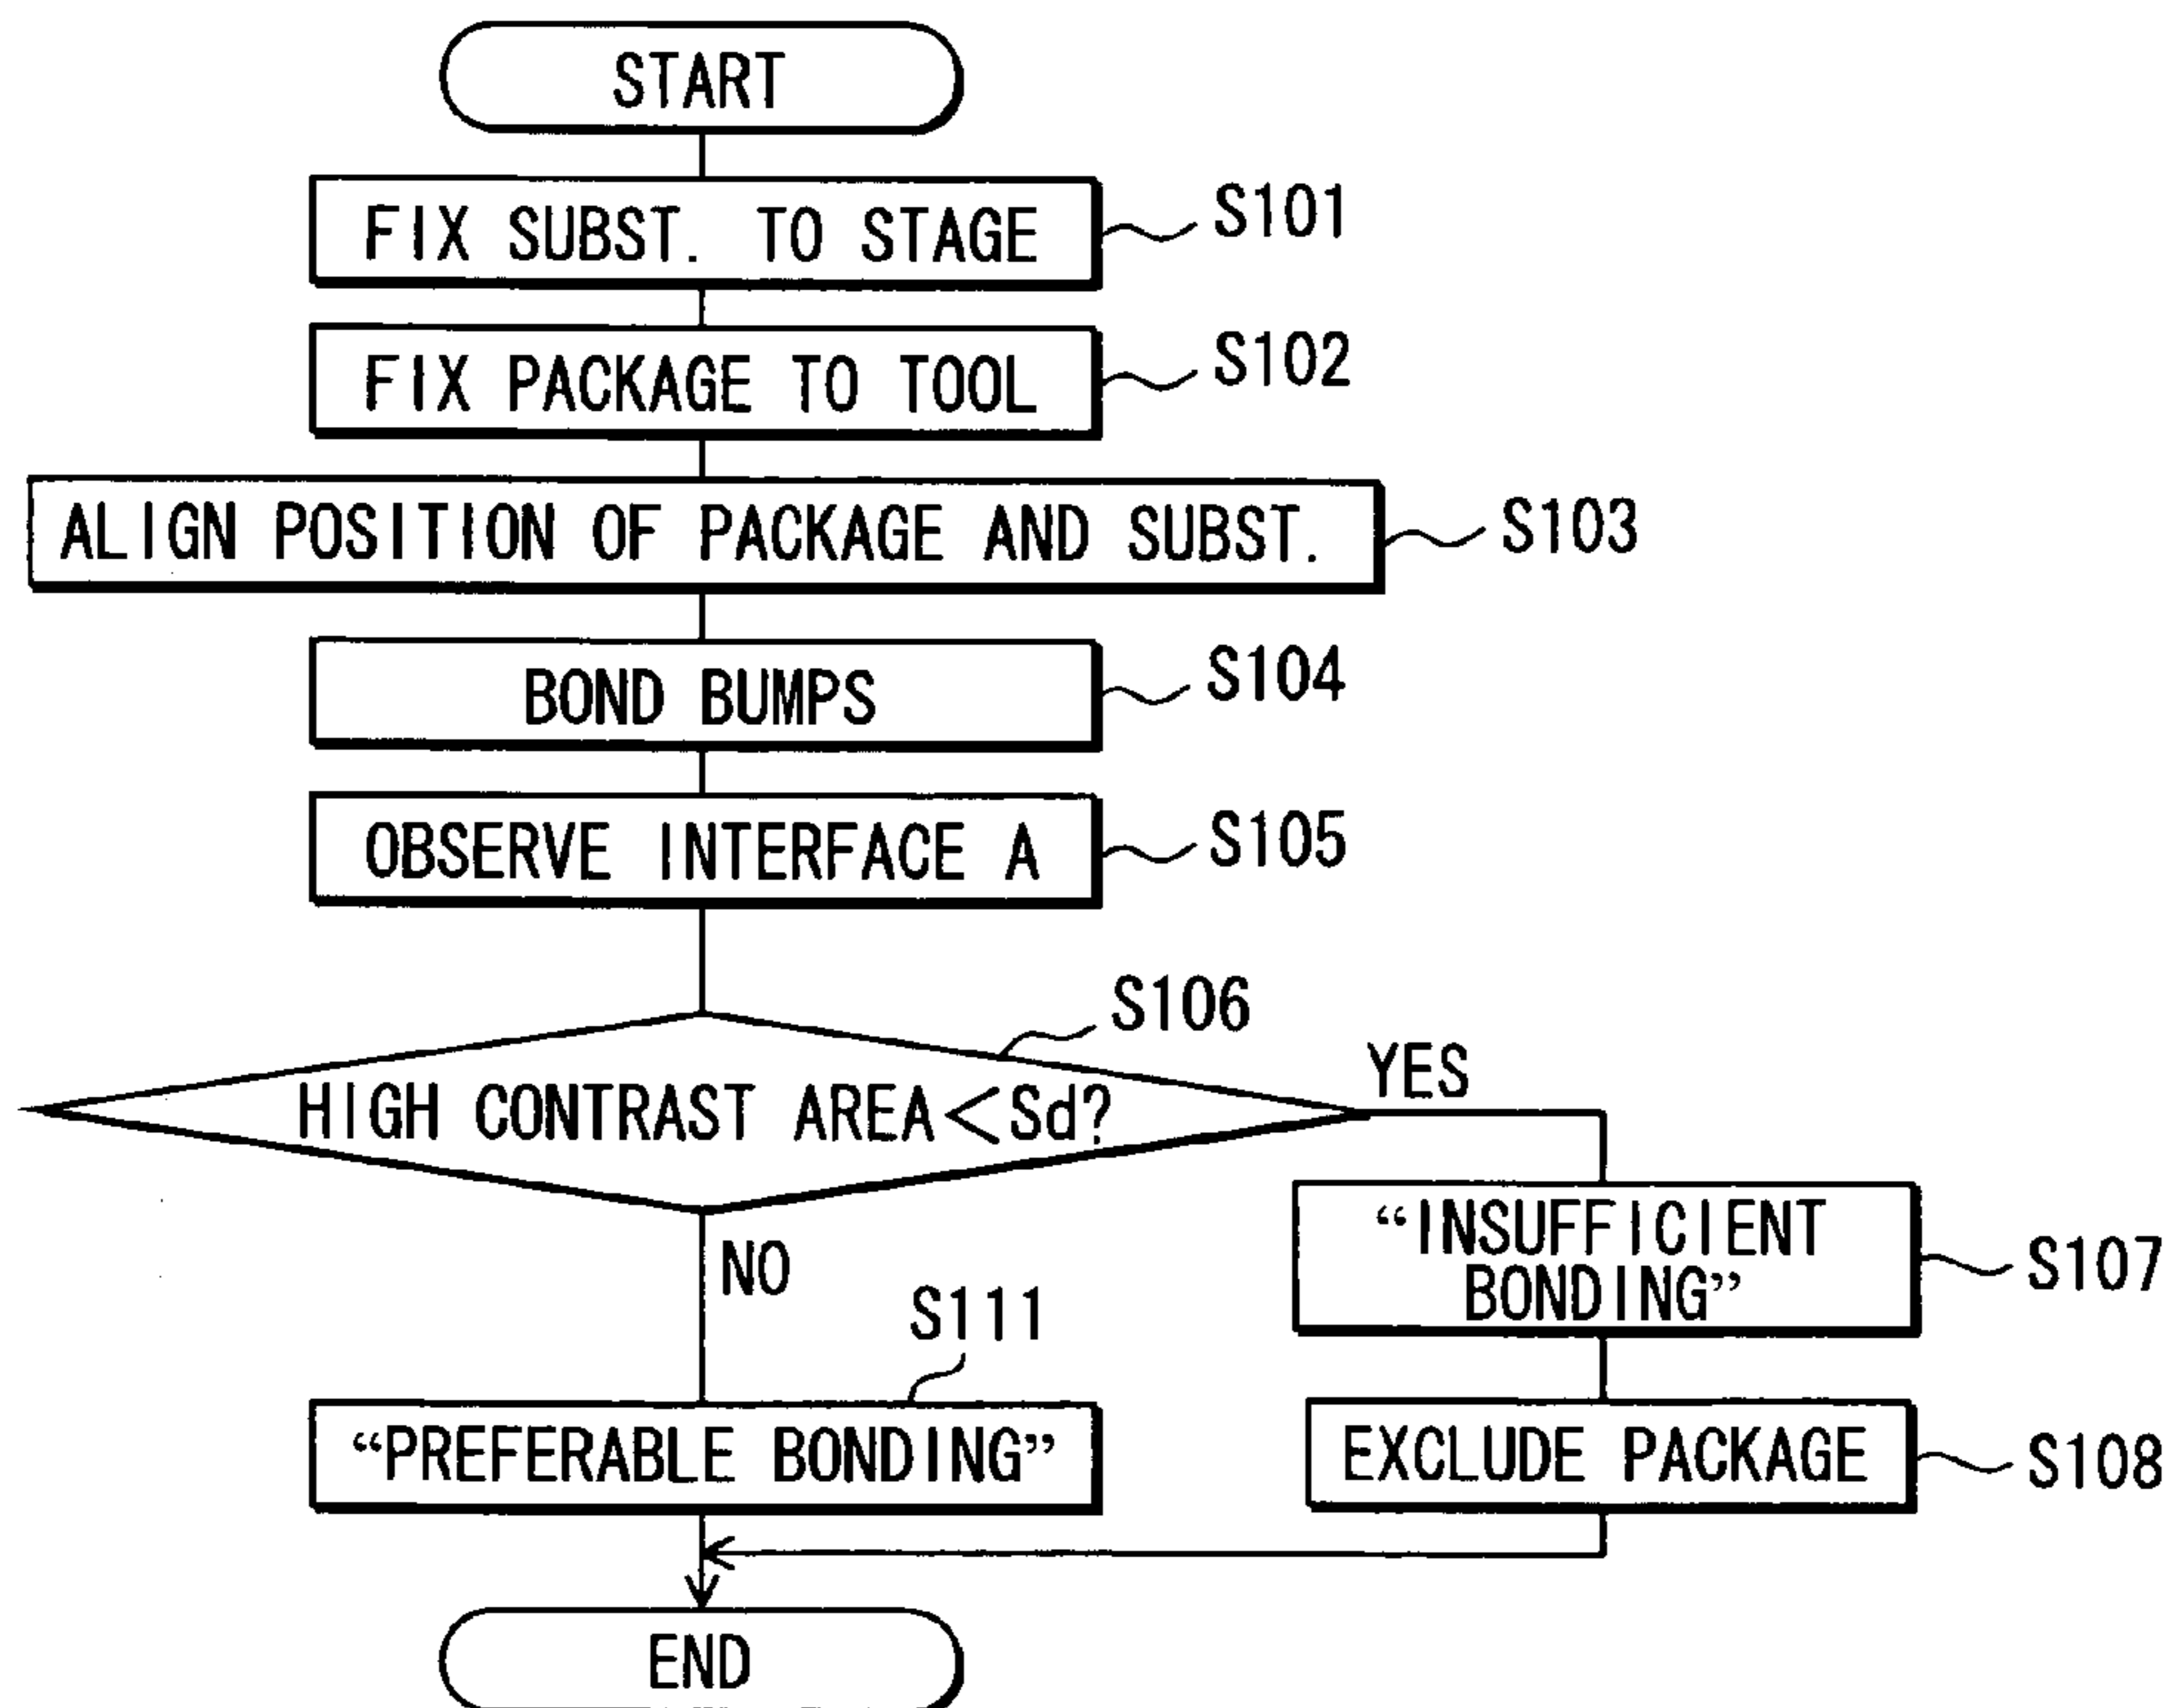 START
FIX SUBST. TO STAGE
S101
FIX PACKAGE TO TOOL
S102
ALIGN POSITION OF PACKAGE AND SUBST.
S103
BOND BUMPS
S104
OBSERVE INTERFACE A
S105
S106
HIGH CONTRAST AREA<Sd?
YES
NO
“INSUFFICIENT
BONDING”
S107
S111
“PREFERABLE BONDING”
EXCLUDE PACKAGE
S108
END